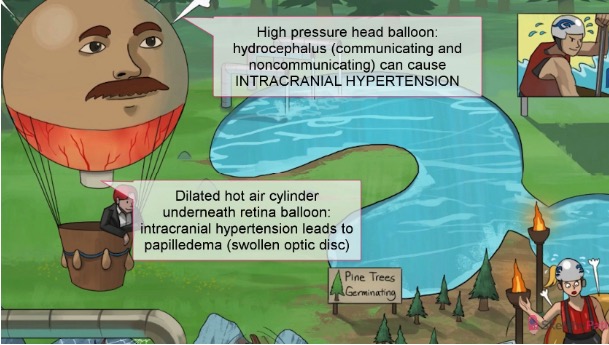 High pressure head balloon:
hydrocephalus (communicating and
noncommunicating) can cause
INTRACRANIAL HYPERTENSION
Dilated hot air cylinder
underneath retina balloon:
intracranial hypertension leads to
papilledema (swollen optic disc)
Pine Trees
Germinating